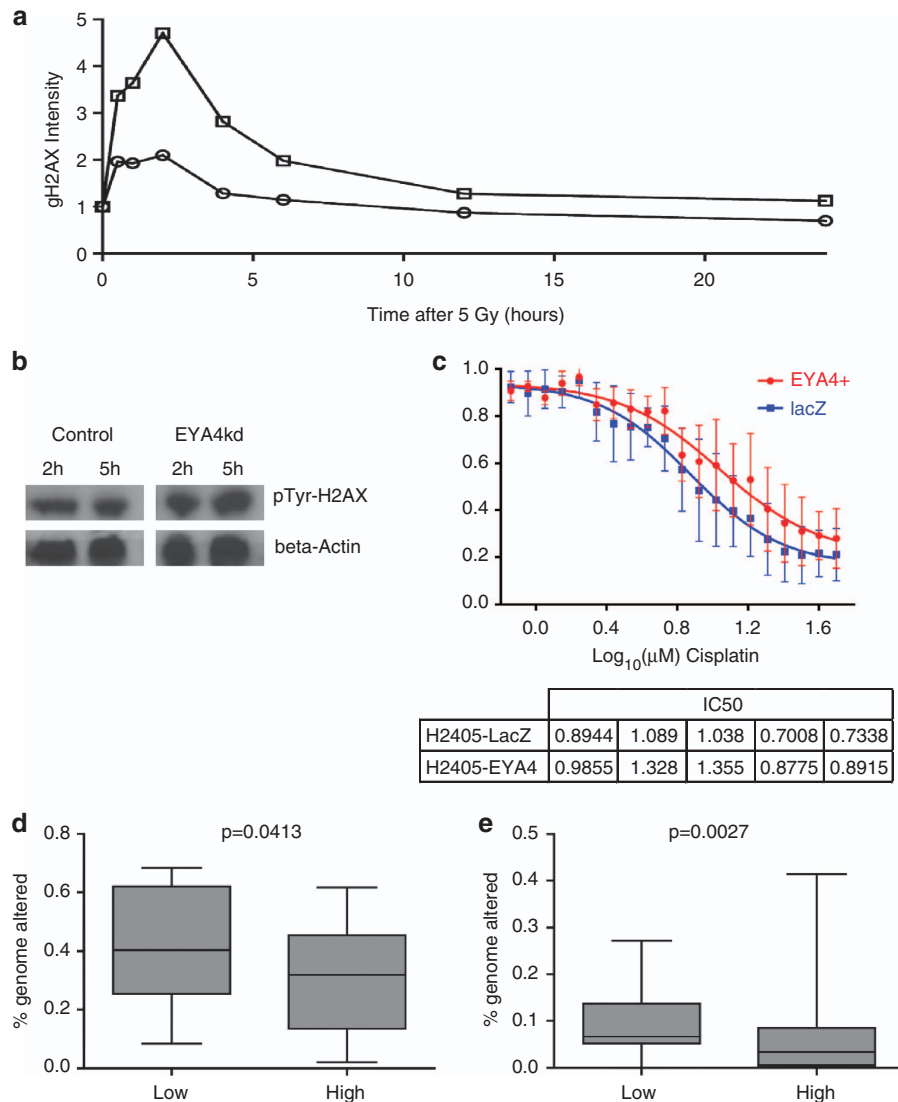 a
gH2AX Intensity
5
4
3
2
1
0
0 5 10 15 20
Time after 5 Gy (hours)
b
Control EYA4kd
2h 5h 2h 5h
pTyr-H2AX
beta-Actin
c
1.0
0.8
0.6
0.4
0.2
0.0
EYA4+
lacZ
0.0 0.4 0.8 1.2 1.6
Log10(μM) Cisplatin
IC50
H2405-LacZ 0.8944 1.089 1.038 0.7008 0.7338
H2405-EYA4 0.9855 1.328 1.355 0.8775 0.8915
d
p=0.0413
% genome altered
0.8
0.6
0.4
0.2
0.0
Low High
e
p=0.0027
% genome altered
0.5
0.4
0.3
0.2
0.1
0.0
Low High